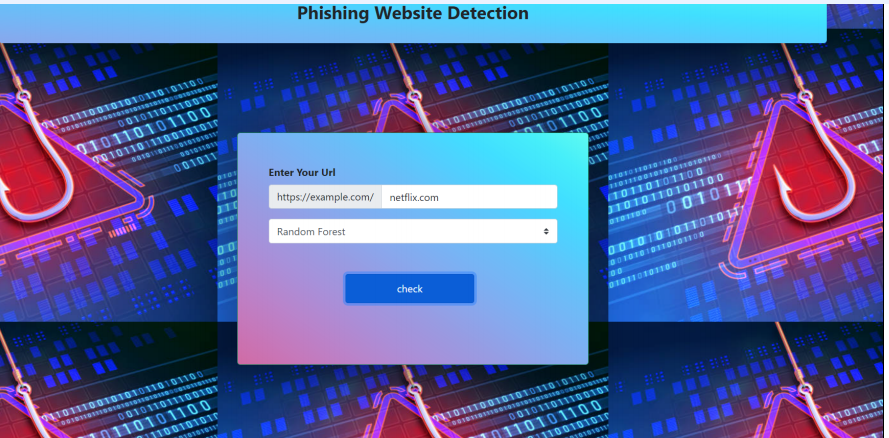 Phishing Website Detection
Enter Your Url
https://example.com/ netflix.com
Random Forest
check